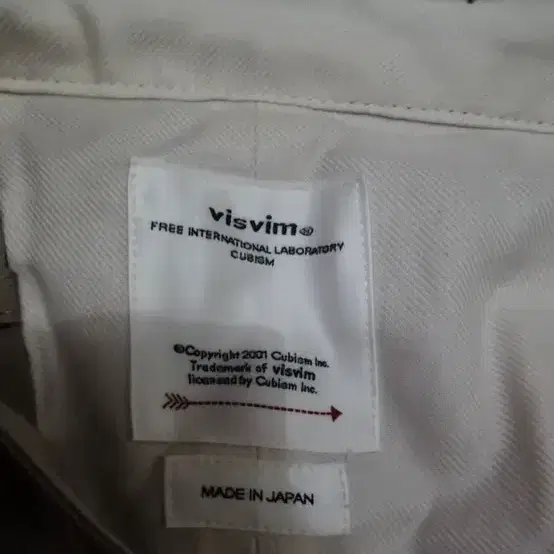 visvim®
FREE INTERNATIONAL LABORATORY
CUBISM
©Copyright 2001 Cubism Inc.
Trademark of visvim
licensed by Cubism Inc.
MADE IN JAPAN